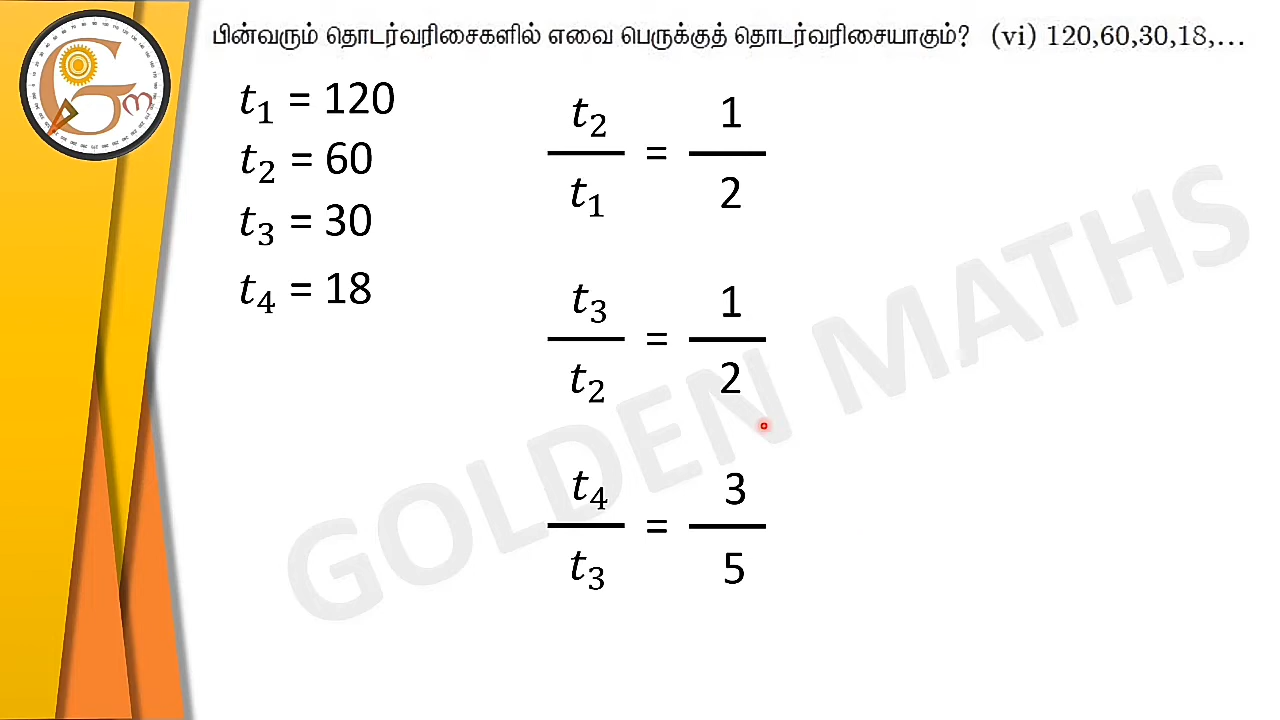 பின்வரும் தொடர்வரிசைகளில் எவை பெருக்குத் தொடர்வரிசையாகும்? (vi) 120,60,30,18,...
t₁ = 120
t₂ = 60
t₃ = 30
t₄ = 18
t₂/t₁ = 1/2
t₃/t₂ = 1/2
t₄/t₃ = 3/5
GOLDEN MATHS